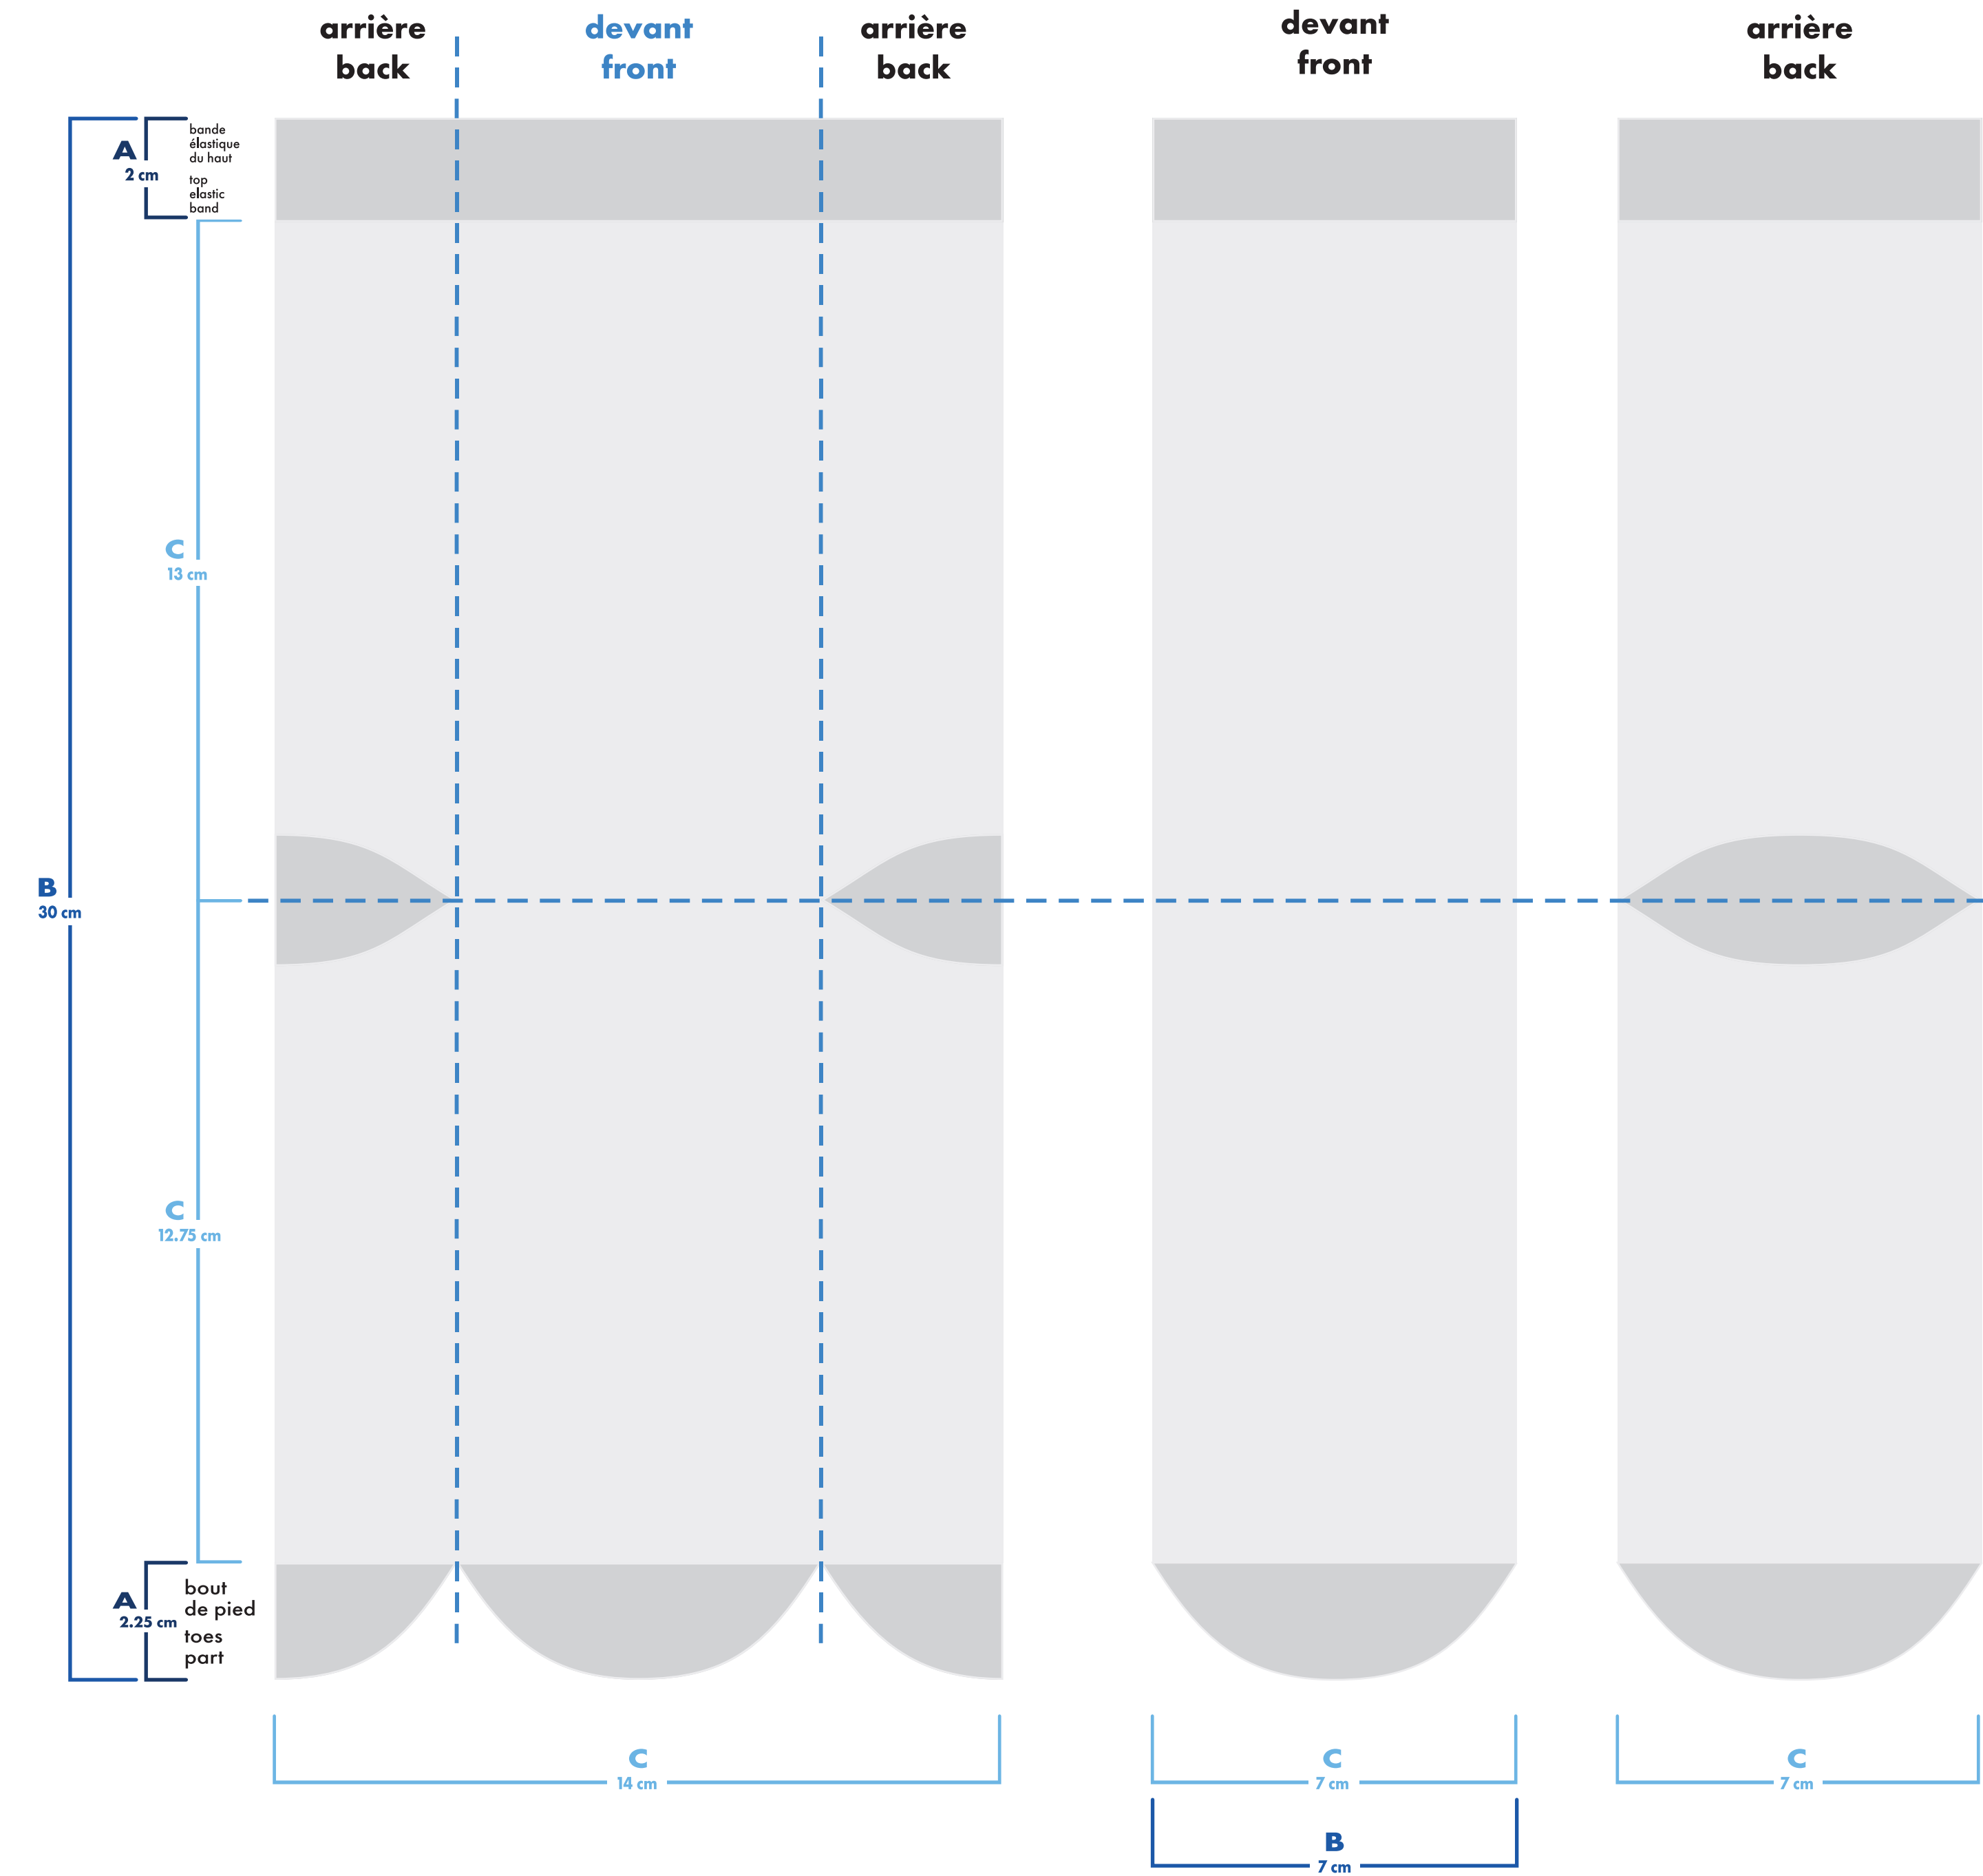 arrière
back
devant
front
arrière
back
devant
front
arrière
back
A
2 cm
bande
élastique
du haut
top
elastic
band
C
13 cm
B
30 cm
C
12.75 cm
A
2.25 cm
bout
de pied
toes
part
C
14 cm
C
7 cm
C
7 cm
B
7 cm